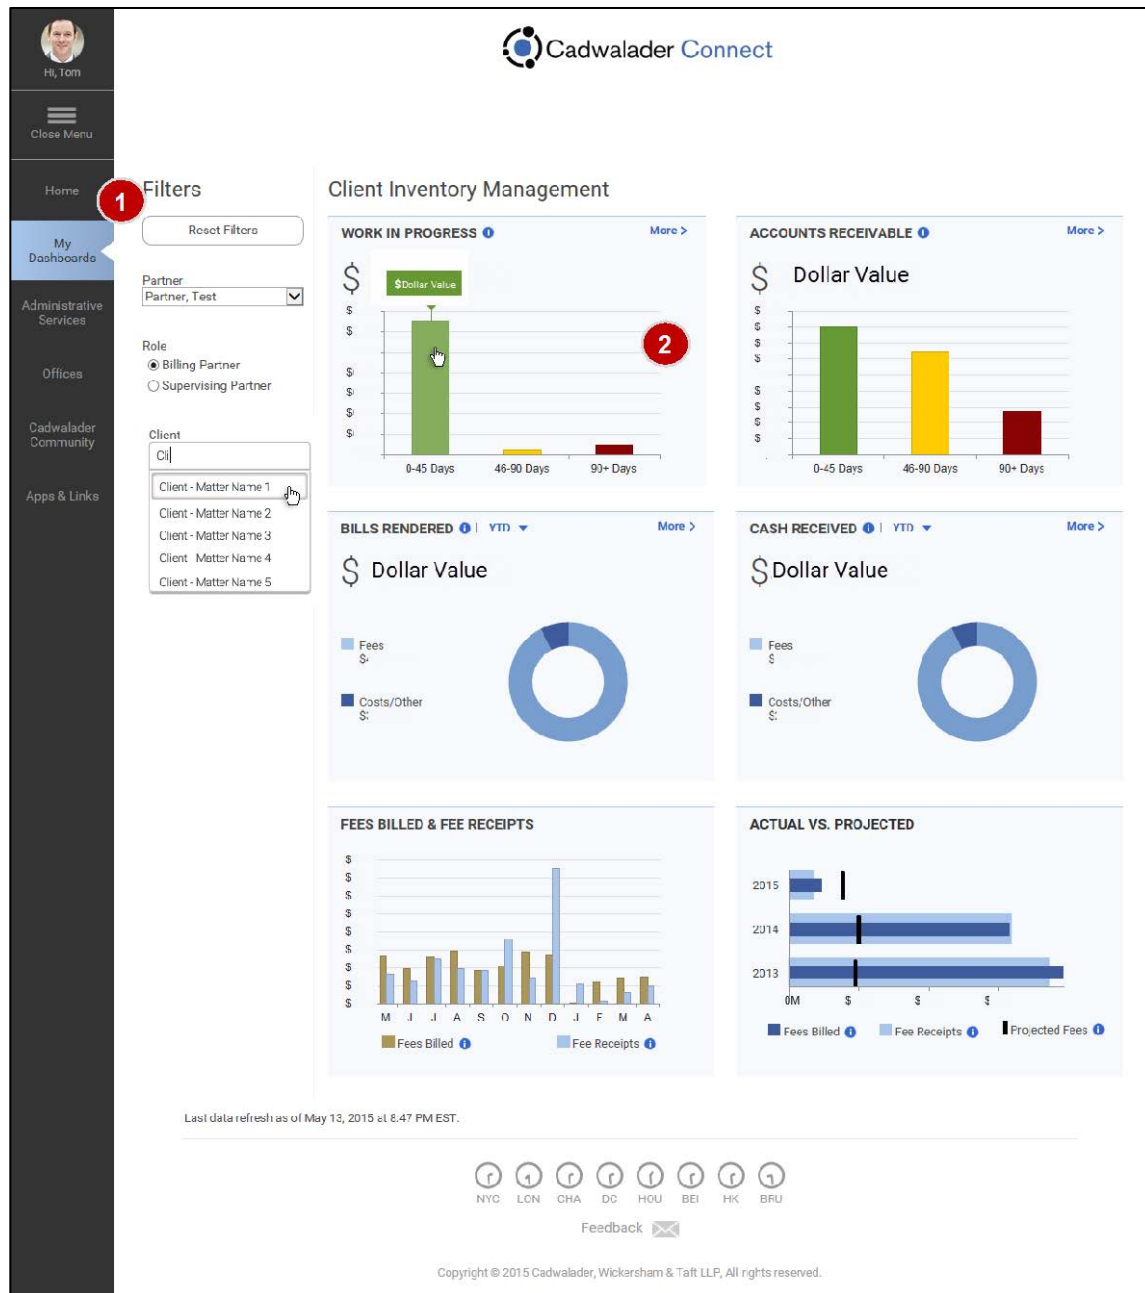 Hi, Tom
Close Menu
Home
My
Dashboards
Administrative
Services
Offices
Cadwalader
Community
Apps & Links
Cadwalader Connect
1
Filters
Reset Filters
Partner
Partner, Test
Role
Billing Partner
Supervising Partner
Client
Cli
Client - Matter Name 1
Client - Matter Name 2
Client - Matter Name 3
Client - Matter Name 4
Client - Matter Name 5
Client Inventory Management
WORK IN PROGRESS
More >
$
$Dollar Value
$
$
$
$
$
$
2
0-45 Days 46-90 Days 90+ Days
ACCOUNTS RECEIVABLE
More >
$ Dollar Value
$
$
$
$
$
$
$
0-45 Days 46-90 Days 90+ Days
BILLS RENDERED | YTD
More >
$ Dollar Value
Fees
$
Costs/Other
$
CASH RECEIVED | YTD
More >
$ Dollar Value
Fees
$
Costs/Other
$
FEES BILLED & FEE RECEIPTS
$
$
$
$
$
$
$
$
$
M J J A S O N D J F M A
Fees Billed Fee Receipts
ACTUAL VS. PROJECTED
2015
2014
2013
0M $ $ $
Fees Billed Fee Receipts Projected Fees
Last data refresh as of May 13, 2015 at 8:47 PM EST.
NYC LON CHA DC HOU BEI HK BRU
Feedback
Copyright © 2015 Cadwalader, Wickersham & Taft LLP, All rights reserved.